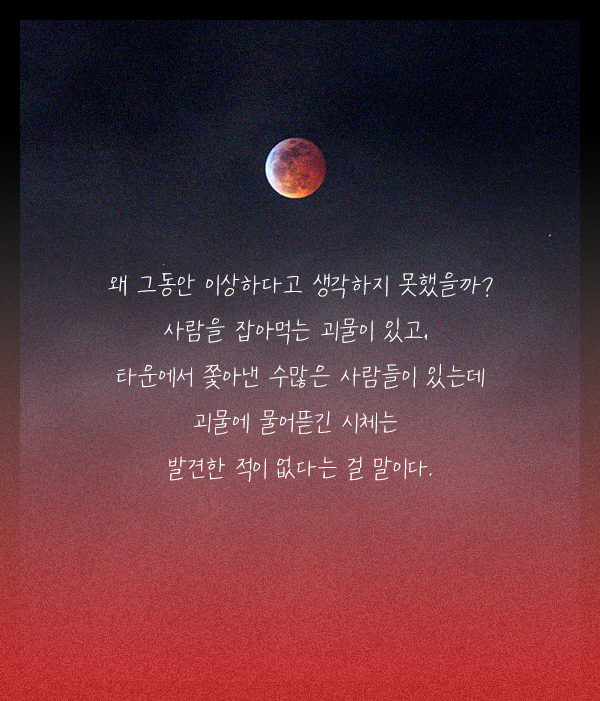 왜 그동안 이상하다고 생각하지 못했을까?
사람을 잡아먹는 괴물이 있고,
타운에서 쫓아낸 수많은 사람들이 있는데
괴물에 물어뜯긴 시체는
발견한 적이 없다는 걸 말이다.